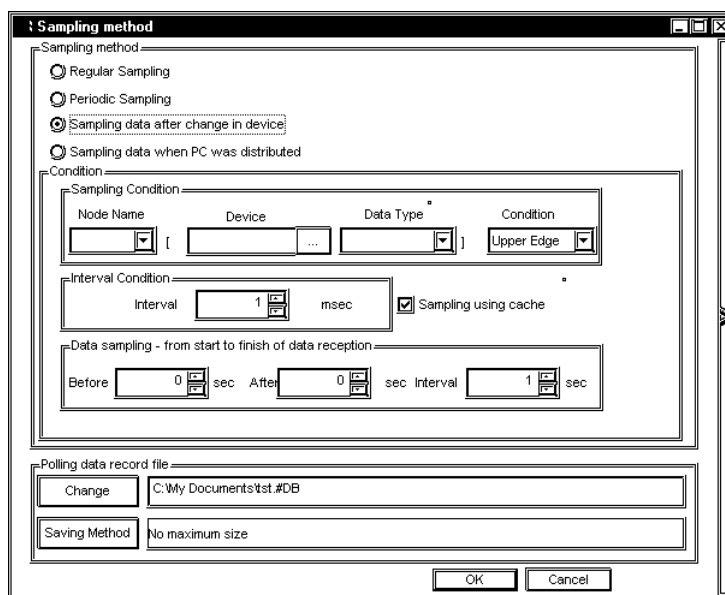 Sampling method
Sampling method
Regular Sampling
Periodic Sampling
Sampling data after change in device
Sampling data when PC was distributed
Condition
Sampling Condition
Node Name Device Data Type Condition
[ ... ] Upper Edge
Interval Condition
Interval 1 msec Sampling using cache
Data sampling - from start to finish of data reception
Before 0 sec After 0 sec Interval 1 sec
Polling data record file
Change C:\My Documents\tst.#DB
Saving Method No maximum size
OK Cancel